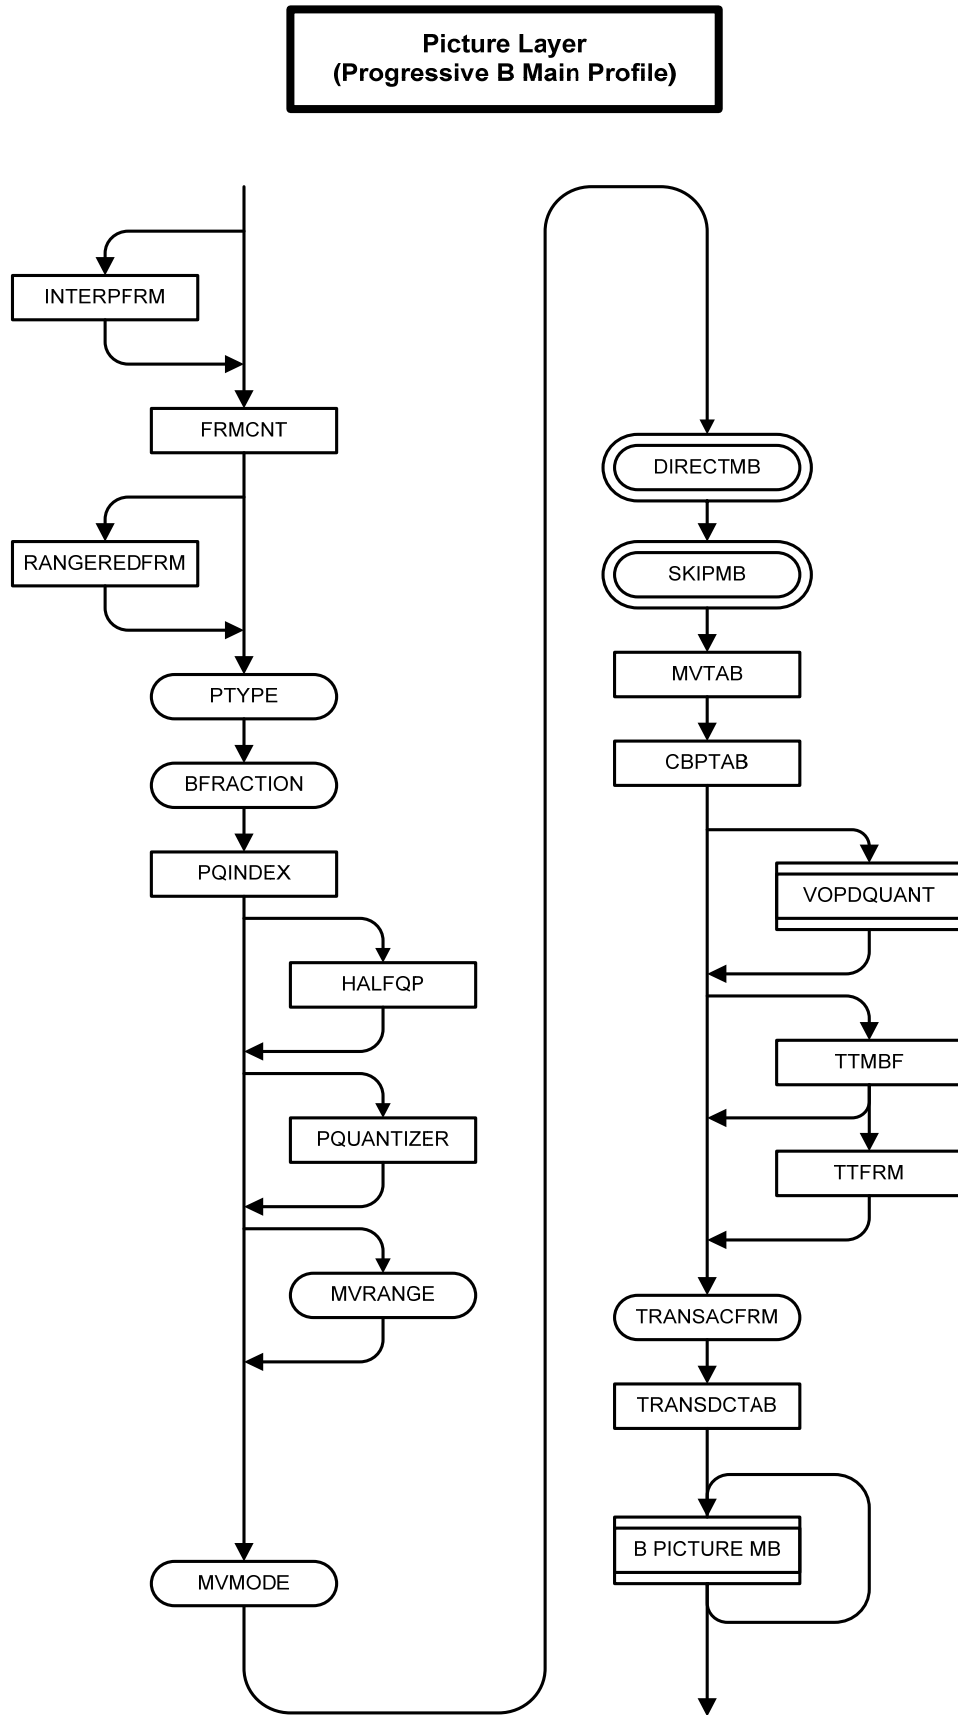 Picture Layer
(Progressive B Main Profile)
INTERPFRM
FRMCNT
RANGEREDFRM
PTYPE
BFRACTION
PQINDEX
HALFQP
PQUANTIZER
MVRANGE
MVMODE
DIRECTMB
SKIPMB
MVTAB
CBPTAB
VOPDQUANT
TTMBF
TTFRM
TRANSACFRM
TRANSDCTAB
B PICTURE MB